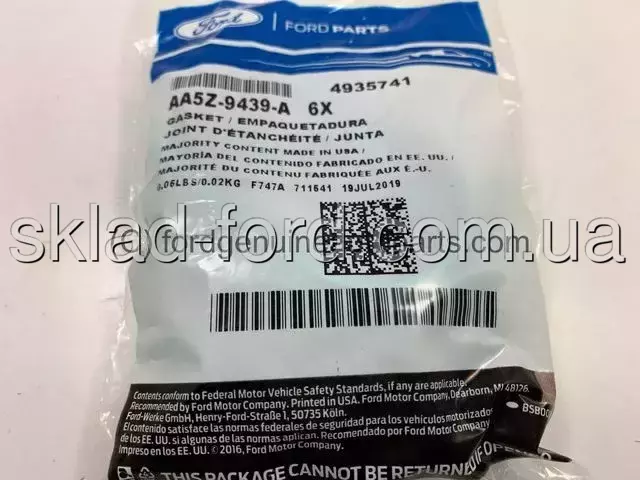 Ford
FORD PARTS
4935741
AA5Z-9439-A 6X
GASKET / EMPAQUETADURA
JOINT D'ÉTANCHÉITÉ / JUNTA
MAJORITY CONTENT MADE IN USA /
MAYORÍA DEL CONTENIDO FABRICADO EN EE. UU. /
MAJORITÉ DU CONTENU FABRIQUÉE AUX É.-U.
0.05LBS/0.02KG F747A 711541 19JUL2019
sklad-ford.com.ua
Contents conform to Federal Motor Vehicle Safety Standards, if any are applicable.
Recommended by Ford Motor Company. Printed in USA. Ford Motor Company, Dearborn, MI 48126.
Ford-Werke GmbH, Henry-Ford-Straße 1, 50735 Köln.
El contenido satisface las normas federales de seguridad para los vehículos motorizados
de los EE. UU. si algunas de las normas aplican. Recomendado por Ford Motor Company.
Impreso en los EE. UU. © 2016, Ford Motor Company.
THIS PACKAGE CANNOT BE RETURNED IF OPENED